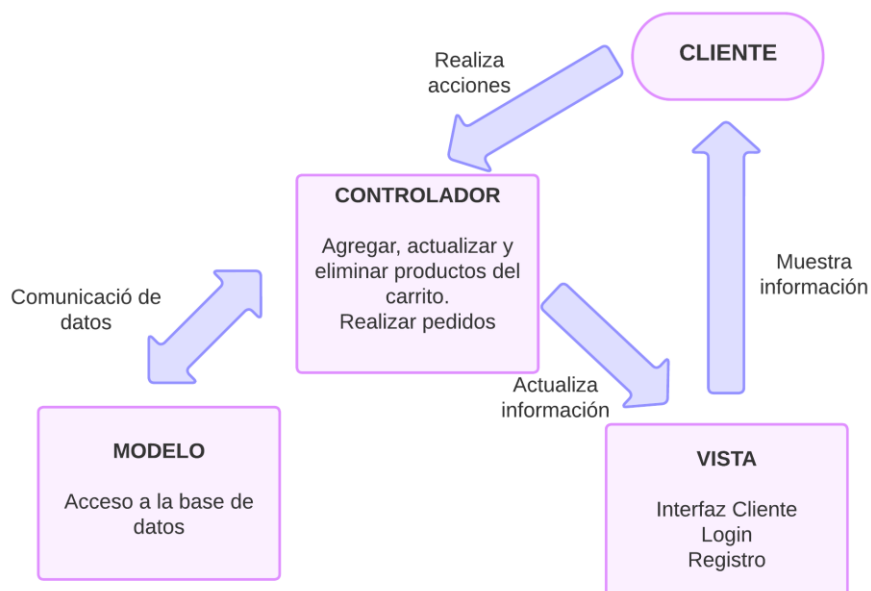 CLIENTE
Realiza
acciones
CONTROLADOR
Agregar, actualizar y
eliminar productos del
carrito.
Realizar pedidos
Muestra
información
Comunicació de
datos
Actualiza
información
MODELO
Acceso a la base de
datos
VISTA
Interfaz Cliente
Login
Registro